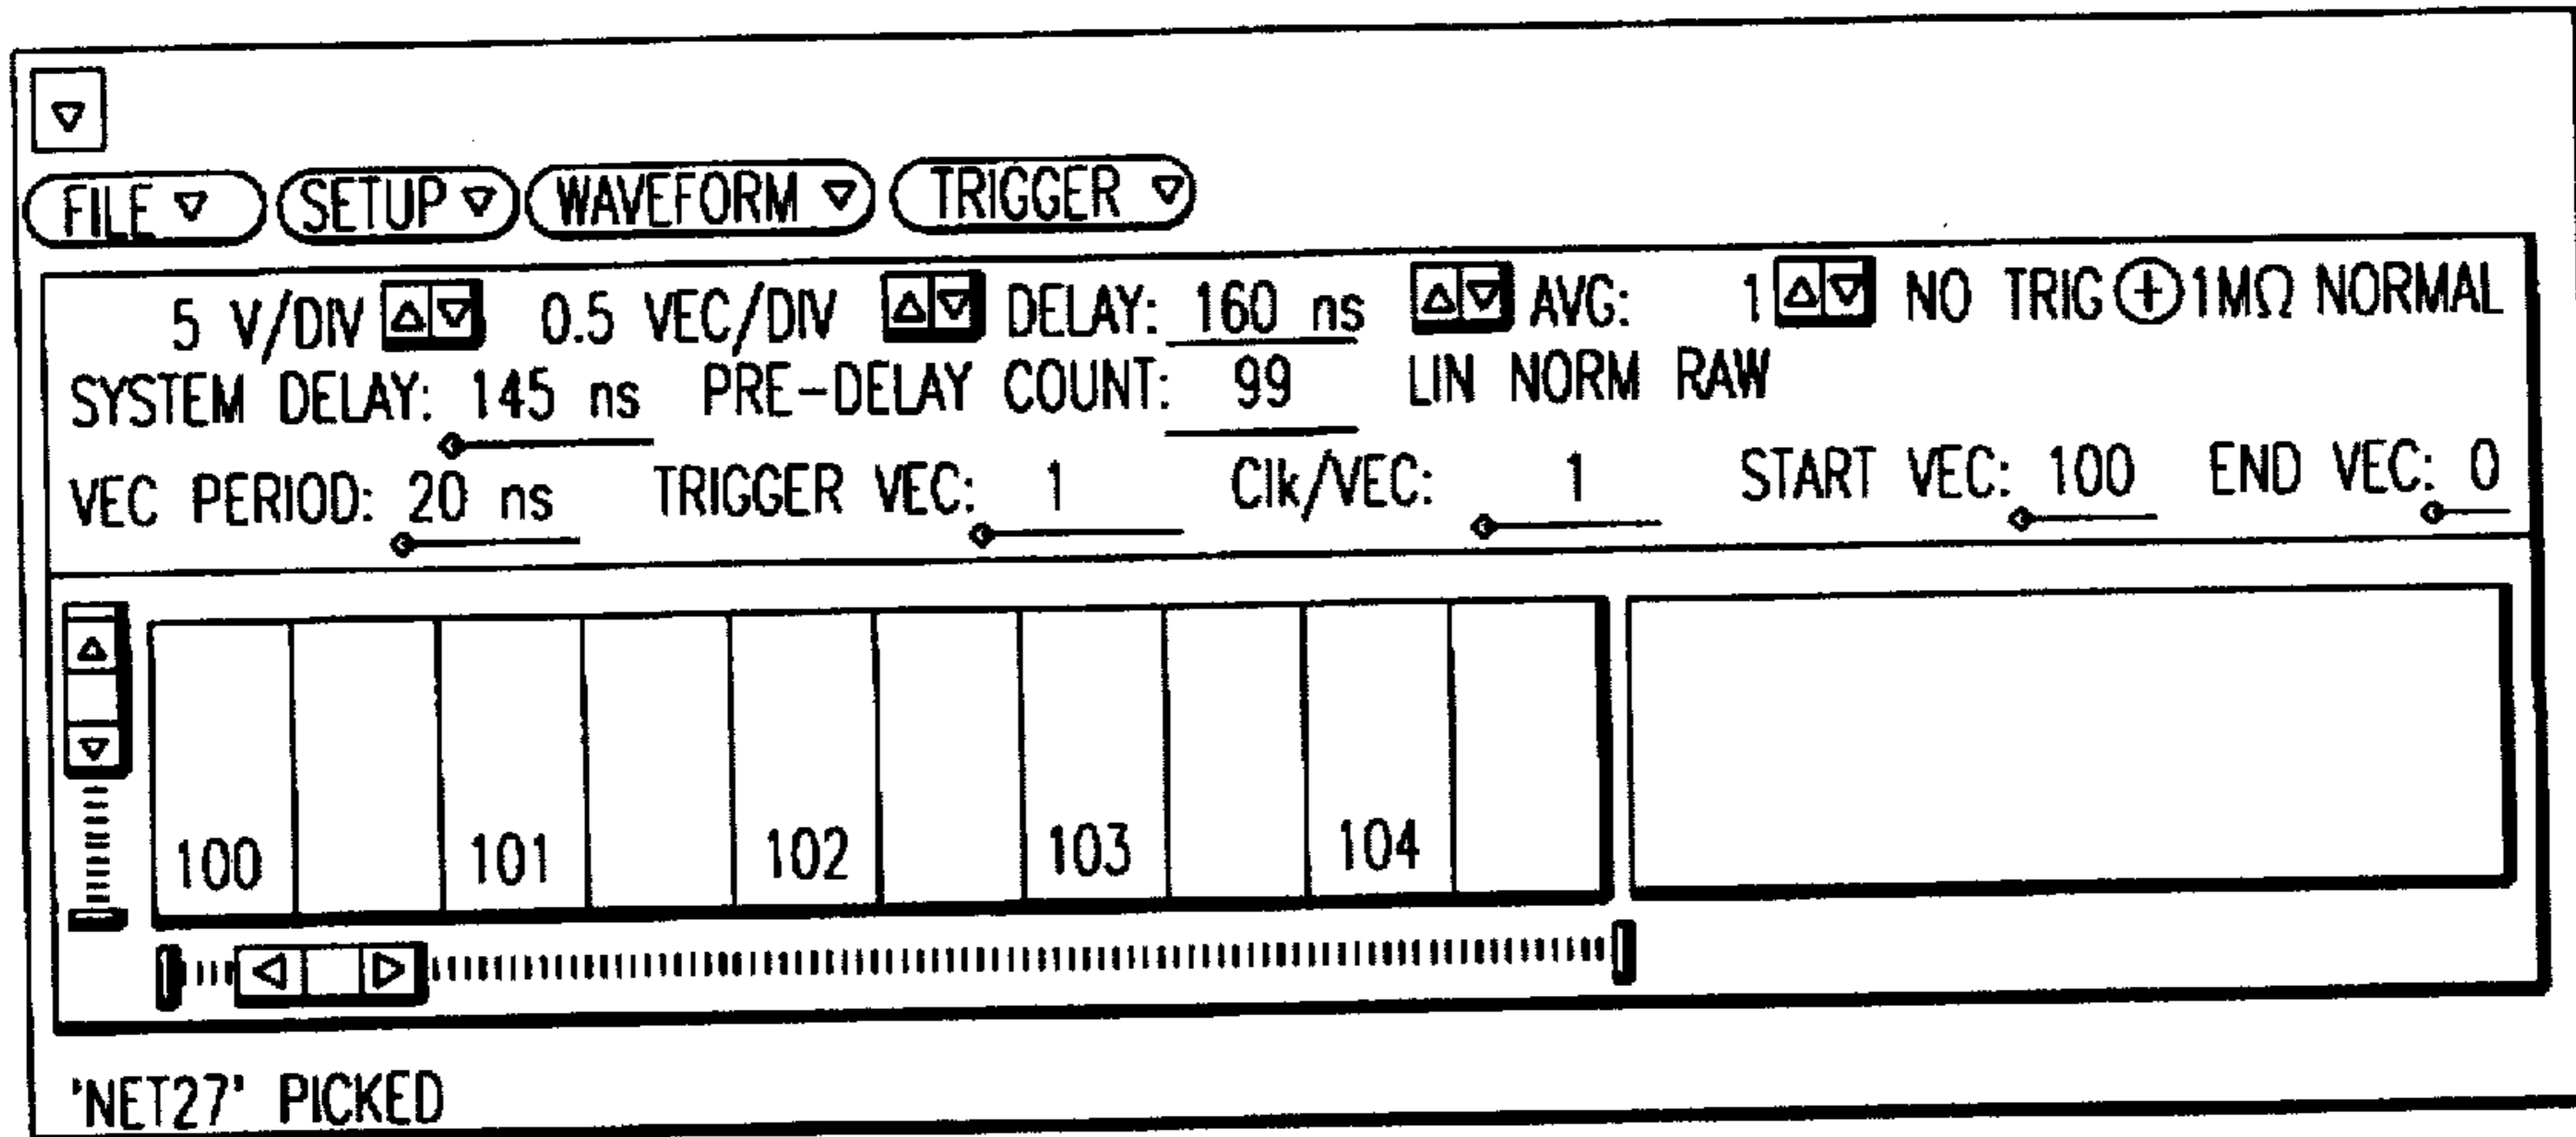 FILE SETUP WAVEFORM TRIGGER
5 V/DIV 0.5 VEC/DIV DELAY: 160 ns AVG: 1 NO TRIG 1MΩ NORMAL
SYSTEM DELAY: 145 ns PRE-DELAY COUNT: 99 LIN NORM RAW
VEC PERIOD: 20 ns TRIGGER VEC: 1 Clk/VEC: 1 START VEC: 100 END VEC: 0
100 101 102 103 104
'NET27' PICKED